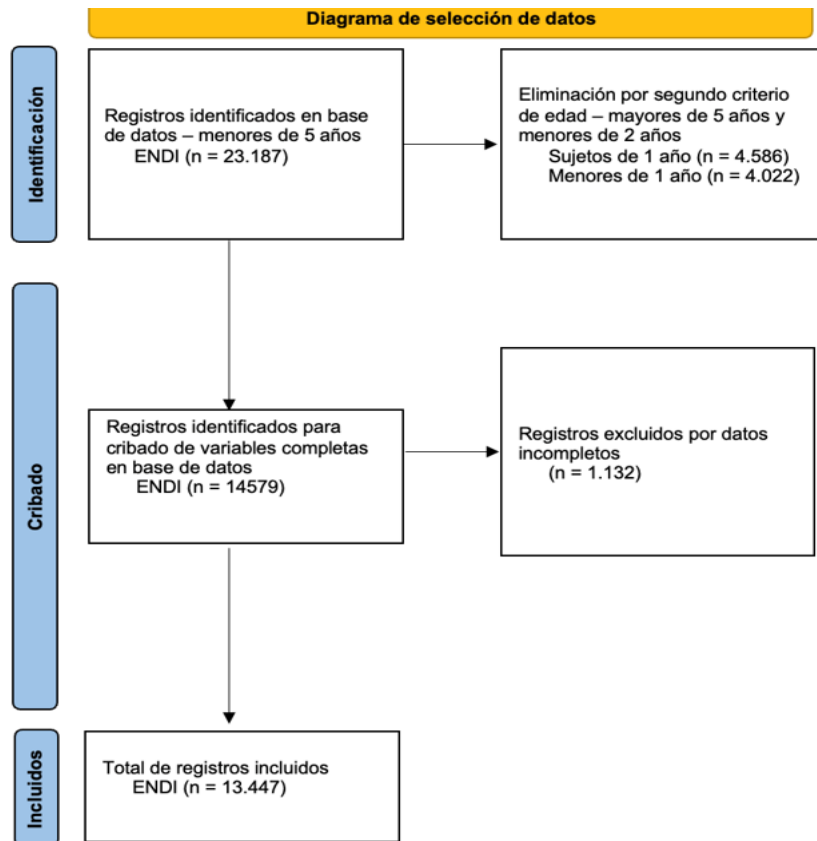 Diagrama de selección de datos
Identificación
Registros identificados en base
de datos – menores de 5 años
ENDI (n = 23.187)
Eliminación por segundo criterio
de edad – mayores de 5 años y
menores de 2 años
Sujetos de 1 año (n = 4.586)
Menores de 1 año (n = 4.022)
Cribado
Registros identificados para
cribado de variables completas
en base de datos
ENDI (n = 14579)
Registros excluidos por datos
incompletos
(n = 1.132)
Incluidos
Total de registros incluidos
ENDI (n = 13.447)